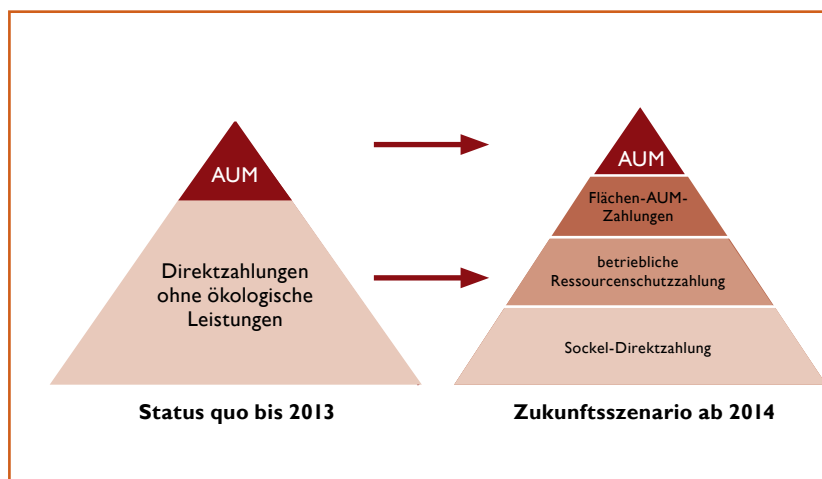 AUM
Direktzahlungen
ohne ökologische
Leistungen
Status quo bis 2013
AUM
Flächen-AUM-
Zahlungen
betriebliche
Ressourcenschutzzahlung
Sockel-Direktzahlung
Zukunftsszenario ab 2014